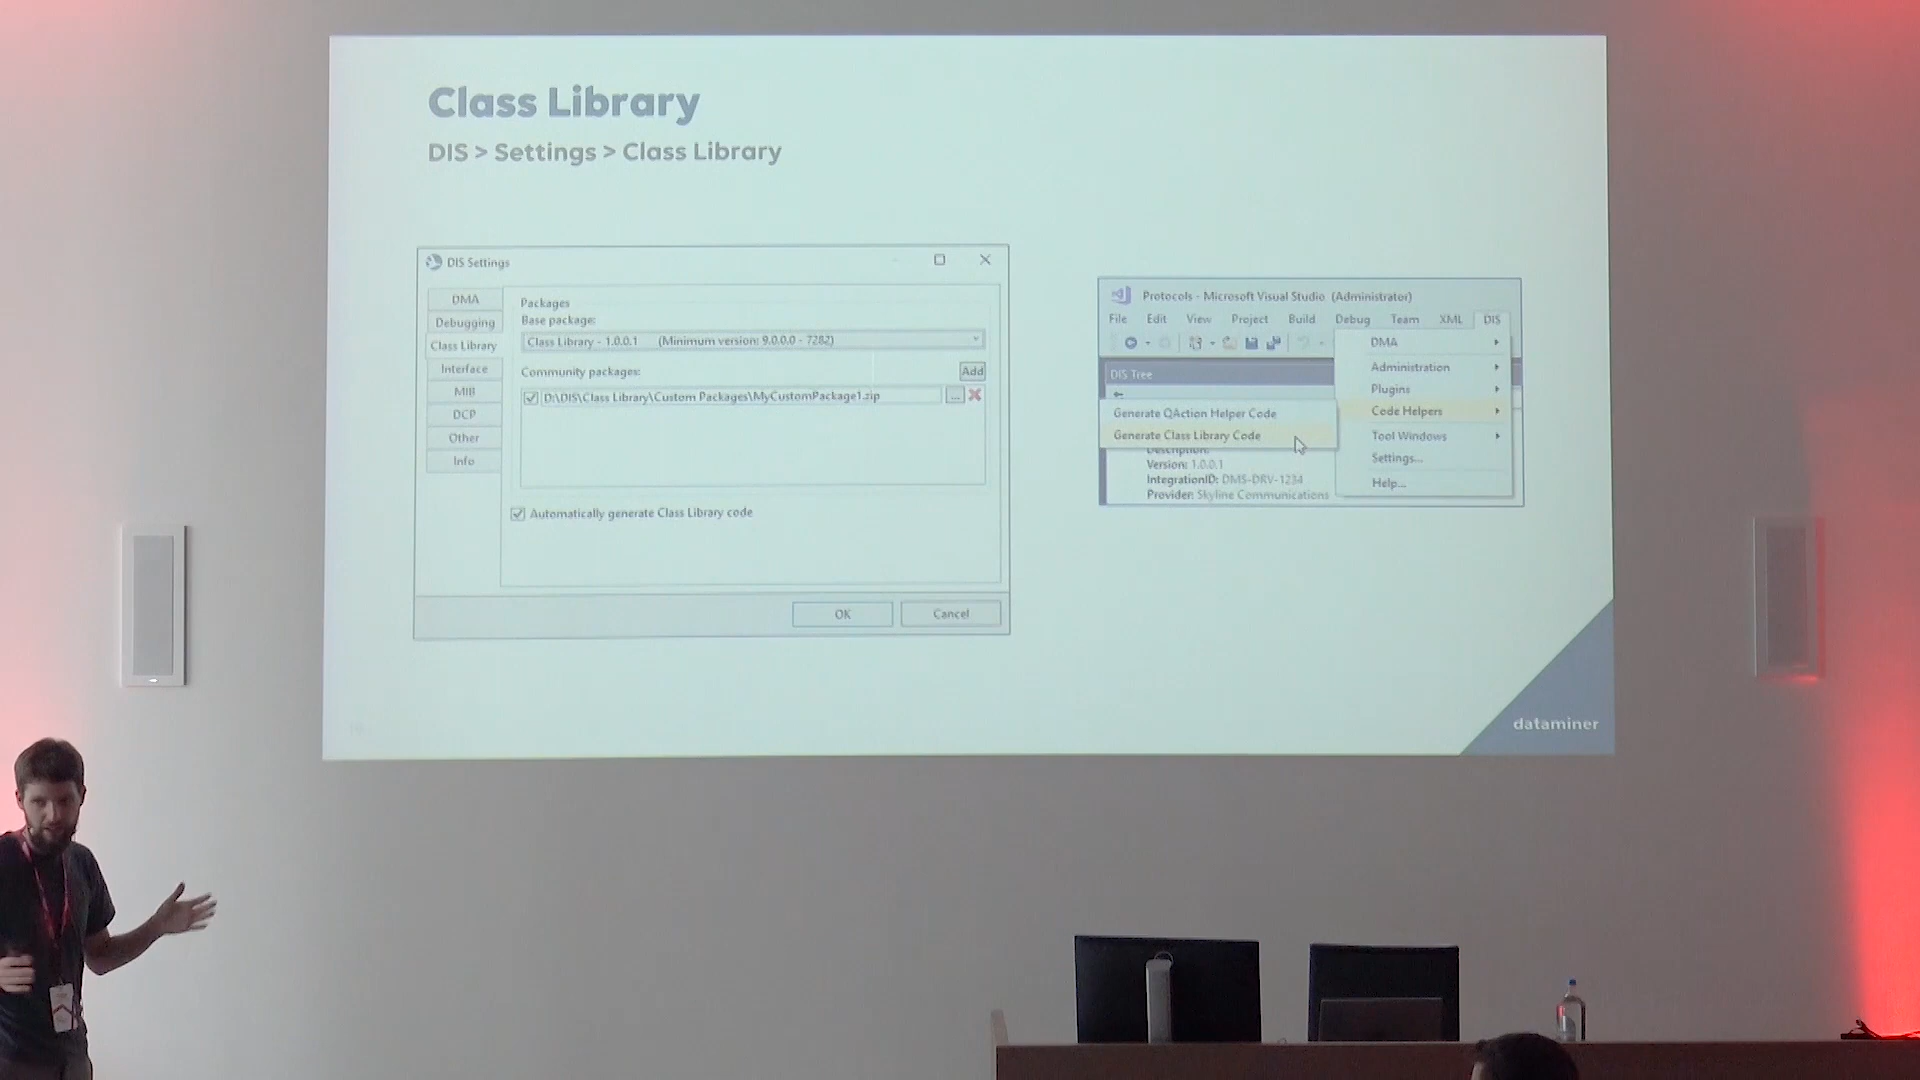 Class Library
DIS > Settings > Class Library
DIS Settings
DMA
Debugging
Class Library
Interface
MIB
DCP
Other
Info
Packages
Base package:
Class Library - 1.0.0.1 (Minimum version: 9.0.0.0 - 7282)
Community packages:
Add
D:\DIS\Class Library\Custom Packages\MyCustomPackage1.zip
...
Automatically generate Class Library code
OK
Cancel
Protocols - Microsoft Visual Studio (Administrator)
File Edit View Project Build Debug Team XML DIS
DIS Tree
DMA
Administration
Plugins
Code Helpers
Tool Windows
Settings...
Help...
Generate QAction Helper Code
Generate Class Library Code
Description:
Version: 1.0.0.1
IntegrationID: DMS-DRV-1234
Provider: Skyline Communications
dataminer